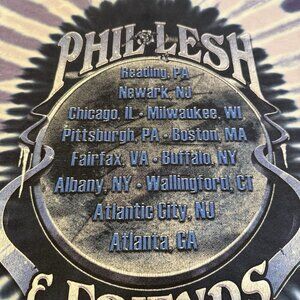 PHIL LESH
Reading, PA
Newark, NJ
Chicago, IL • Milwaukee, WI
Pittsburgh, PA • Boston, MA
Fairfax, VA • Buffalo, NY
Albany, NY • Wallingford, CT
Atlantic City, NJ
Atlanta, GA
& FRIENDS